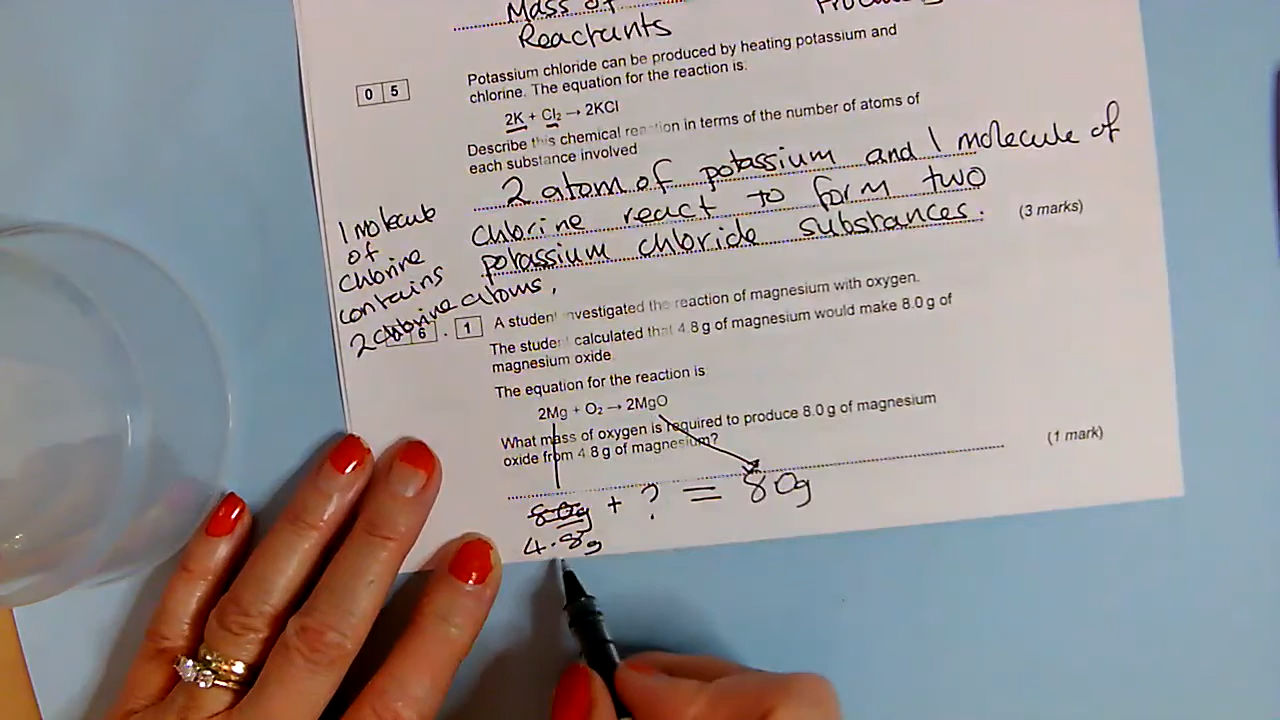 Mass of
Reactants
0 5
Potassium chloride can be produced by heating potassium and
chlorine. The equation for the reaction is:
2K + Cl₂ → 2KCl
Describe this chemical reaction in terms of the number of atoms of
each substance involved
2 atom of potassium and 1 molecule of
chlorine react to form two
potassium chloride substances.
(3 marks)
1 molecule
of
chlorine
contains
2 chlorine atoms.
6 . 1
A student investigated the reaction of magnesium with oxygen.
The student calculated that 4.8 g of magnesium would make 8.0 g of
magnesium oxide.
The equation for the reaction is
2Mg + O₂ → 2MgO
What mass of oxygen is required to produce 8.0 g of magnesium
oxide from 4.8 g of magnesium?
(1 mark)
80g + ? = 80g
4.8g